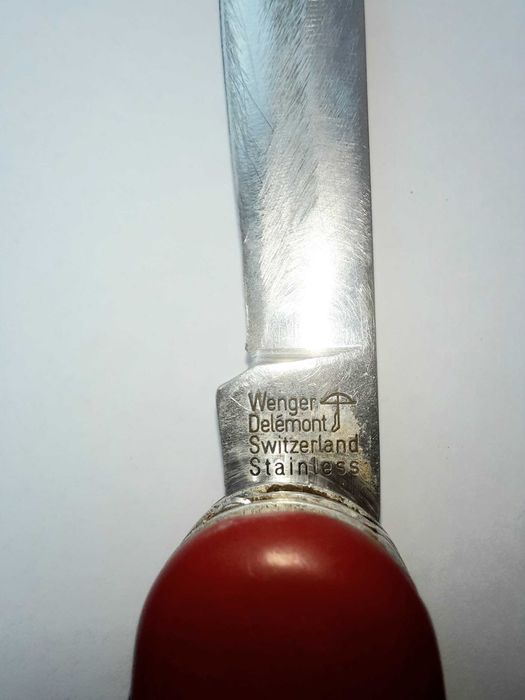 Wenger
Delémont
Switzerland
Stainless